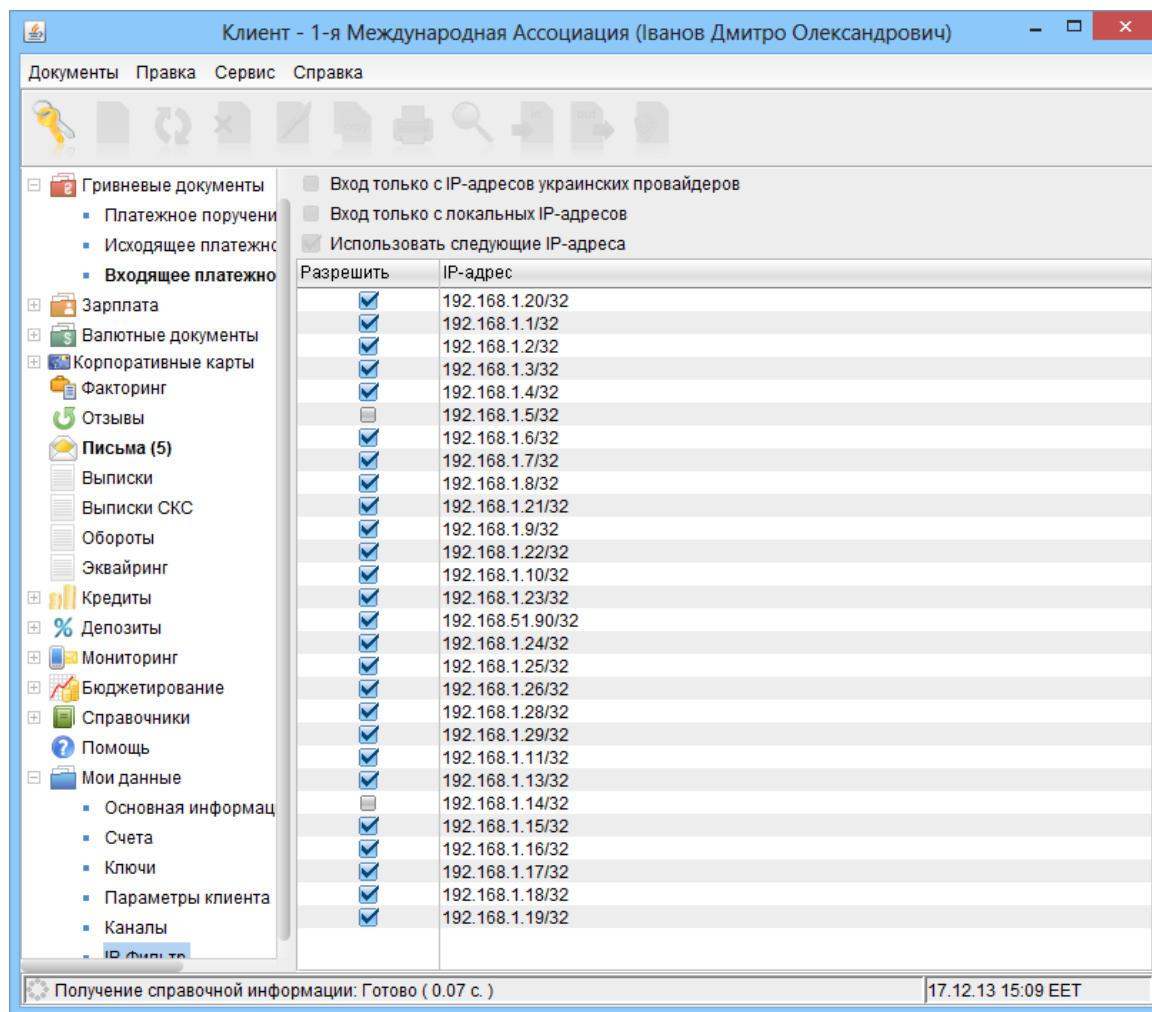 Клиент - 1-я Международная Ассоциация (Іванов Дмитро Олександрович)
Документы Правка Сервис Справка
copy
in
out
Гривневые документы
Платежное поручени
Исходящее платежно
Входящее платежно
Зарплата
Валютные документы
Корпоративные карты
Факторинг
Отзывы
Письма (5)
Выписки
Выписки СКС
Обороты
Эквайринг
Кредиты
Депозиты
Мониторинг
Бюджетирование
Справочники
Помощь
Мои данные
Основная информац
Счета
Ключи
Параметры клиента
Каналы
IP Фильтр
Вход только с IP-адресов украинских провайдеров
Вход только с локальных IP-адресов
Использовать следующие IP-адреса
Разрешить IP-адрес
192.168.1.20/32
192.168.1.1/32
192.168.1.2/32
192.168.1.3/32
192.168.1.4/32
192.168.1.5/32
192.168.1.6/32
192.168.1.7/32
192.168.1.8/32
192.168.1.21/32
192.168.1.9/32
192.168.1.22/32
192.168.1.10/32
192.168.1.23/32
192.168.51.90/32
192.168.1.24/32
192.168.1.25/32
192.168.1.26/32
192.168.1.28/32
192.168.1.29/32
192.168.1.11/32
192.168.1.13/32
192.168.1.14/32
192.168.1.15/32
192.168.1.16/32
192.168.1.17/32
192.168.1.18/32
192.168.1.19/32
Получение справочной информации: Готово ( 0.07 с. )
17.12.13 15:09 EET